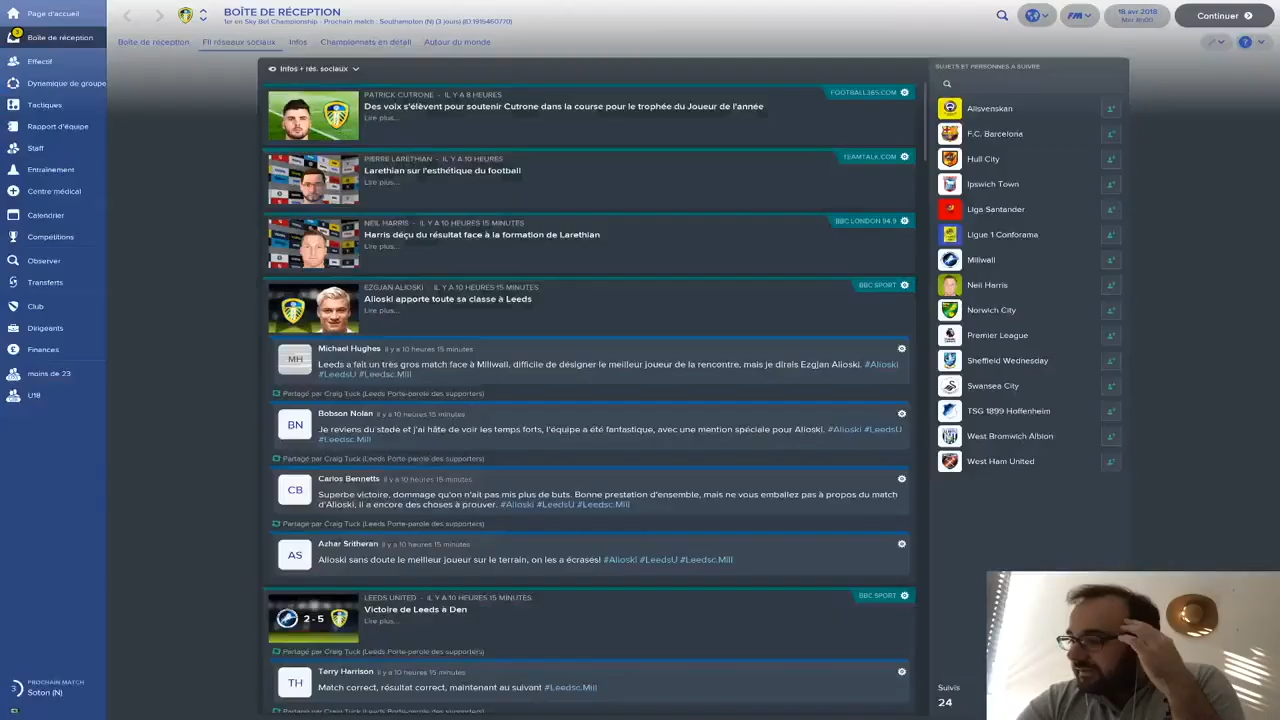 Page d'accueil
3
Boîte de réception
Effectif
Dynamique de groupe
Tactiques
Rapport d'équipe
Staff
Entraînement
Centre médical
Calendrier
Compétitions
Observer
Transferts
Club
Dirigeants
Finances
moins de 23
U18
PROCHAIN MATCH
Soton (N)
BOÎTE DE RÉCEPTION
1er en Sky Bet Championship - Prochain match : Southampton (N) (3 jours) (ID:1915460770)
18 avr 2018
Mer 8h00
Continuer
Boîte de réception
Fil réseaux sociaux
Infos
Championnats en détail
Autour du monde
Infos + rés. sociaux
PATRICK CUTRONE - IL Y A 8 HEURES
FOOTBALL365.COM
Des voix s'élèvent pour soutenir Cutrone dans la course pour le trophée du Joueur de l'année
Lire plus...
PIERRE LARETHIAN - IL Y A 10 HEURES
TEAMTALK.COM
Larethian sur l'esthétique du football
Lire plus...
NEIL HARRIS - IL Y A 10 HEURES 15 MINUTES
BBC LONDON 94.9
Harris déçu du résultat face à la formation de Larethian
Lire plus...
EZGJAN ALIOSKI - IL Y A 10 HEURES 15 MINUTES
BBC SPORT
Alioski apporte toute sa classe à Leeds
Lire plus...
MH
Michael Hughes il y a 10 heures 15 minutes
Leeds a fait un très gros match face à Millwall, difficile de désigner le meilleur joueur de la rencontre, mais je dirais Ezgjan Alioski. #Alioski
#LeedsU #Leedsc.Mill
Partagé par Craig Tuck (Leeds Porte-parole des supporters)
BN
Bobson Nolan il y a 10 heures 15 minutes
Je reviens du stade et j'ai hâte de voir les temps forts, l'équipe a été fantastique, avec une mention spéciale pour Alioski. #Alioski #LeedsU
#Leedsc.Mill
Partagé par Craig Tuck (Leeds Porte-parole des supporters)
CB
Carlos Bennetts il y a 10 heures 15 minutes
Superbe victoire, dommage qu'on n'ait pas mis plus de buts. Bonne prestation d'ensemble, mais ne vous emballez pas à propos du match
d'Alioski, il a encore des choses à prouver. #Alioski #LeedsU #Leedsc.Mill
Partagé par Craig Tuck (Leeds Porte-parole des supporters)
AS
Azhar Sritheran il y a 10 heures 15 minutes
Alioski sans doute le meilleur joueur sur le terrain, on les a écrasés! #Alioski #LeedsU #Leedsc.Mill
LEEDS UNITED - IL Y A 10 HEURES 15 MINUTES
BBC SPORT
2 - 5
Victoire de Leeds à Den
Lire plus...
Partagé par Craig Tuck (Leeds Porte-parole des supporters)
TH
Terry Harrison il y a 10 heures 15 minutes
Match correct, résultat correct, maintenant au suivant #Leedsc.Mill
Partagé par Craig Tuck (Leeds Porte-parole des supporters)
SUJETS ET PERSONNES À SUIVRE
Allsvenskan
F.C. Barcelona
Hull City
Ipswich Town
Liga Santander
Ligue 1 Conforama
Millwall
Neil Harris
Norwich City
Premier League
Sheffield Wednesday
Swansea City
TSG 1899 Hoffenheim
West Bromwich Albion
West Ham United
Suivis
24